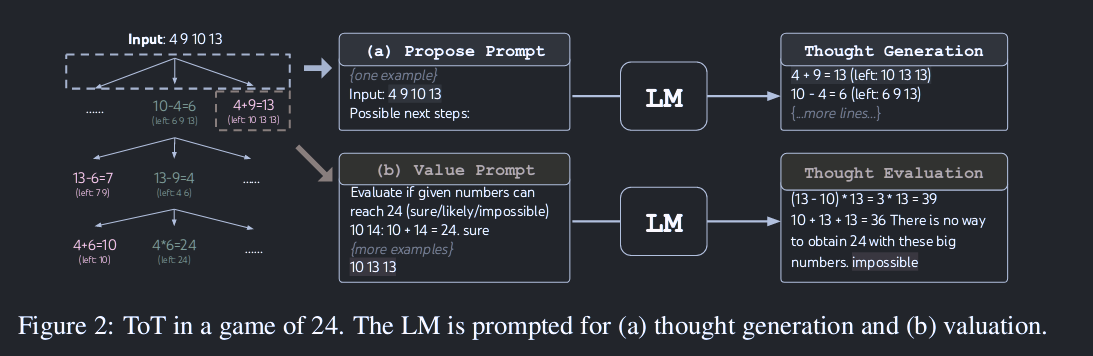 Input: 4 9 10 13
......
10-4=6
(left: 6 9 13)
4+9=13
(left: 10 13 13)
13-6=7
(left: 7 9)
13-9=4
(left: 4 6)
......
4+6=10
(left: 10)
4*6=24
(left: 24)
......
(a) Propose Prompt
{one example}
Input: 4 9 10 13
Possible next steps:
LM
Thought Generation
4 + 9 = 13 (left: 10 13 13)
10 - 4 = 6 (left: 6 9 13)
{...more lines...}
(b) Value Prompt
Evaluate if given numbers can
reach 24 (sure/likely/impossible)
10 14: 10 + 14 = 24. sure
{more examples}
10 13 13
LM
Thought Evaluation
(13 - 10) * 13 = 3 * 13 = 39
10 + 13 + 13 = 36 There is no way
to obtain 24 with these big
numbers. impossible
Figure 2: ToT in a game of 24. The LM is prompted for (a) thought generation and (b) valuation.